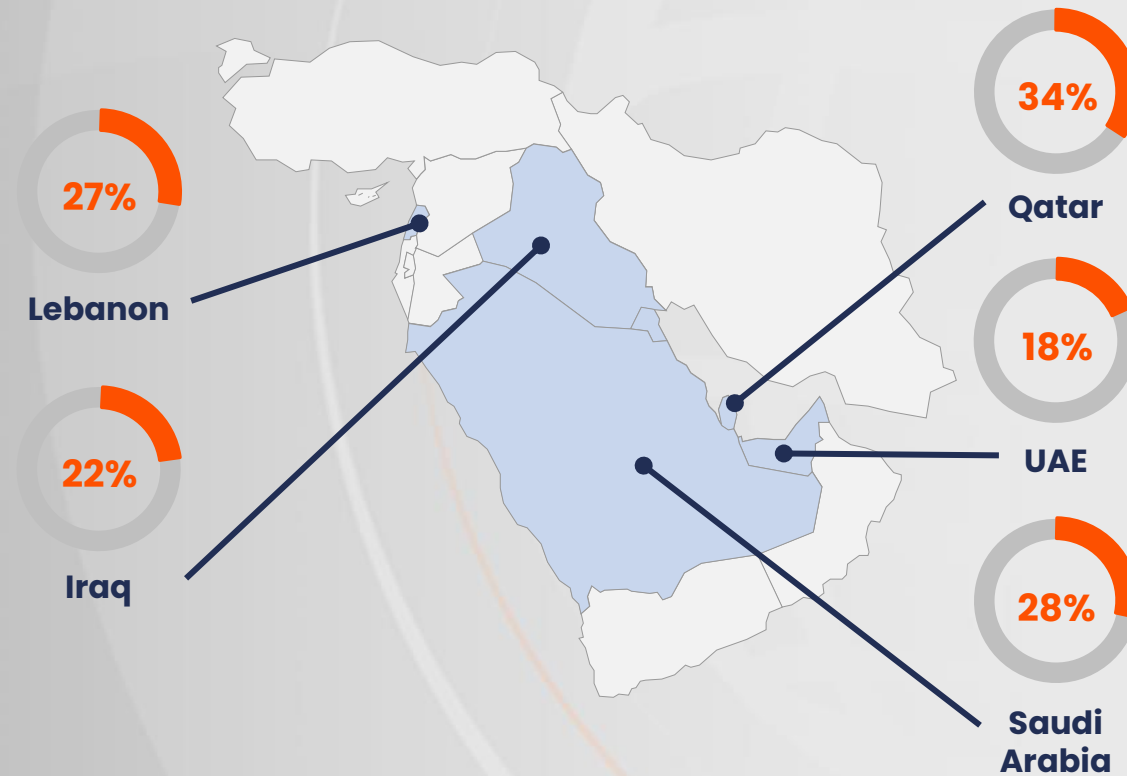 27%
Lebanon
22%
Iraq
34%
Qatar
18%
UAE
28%
Saudi
Arabia